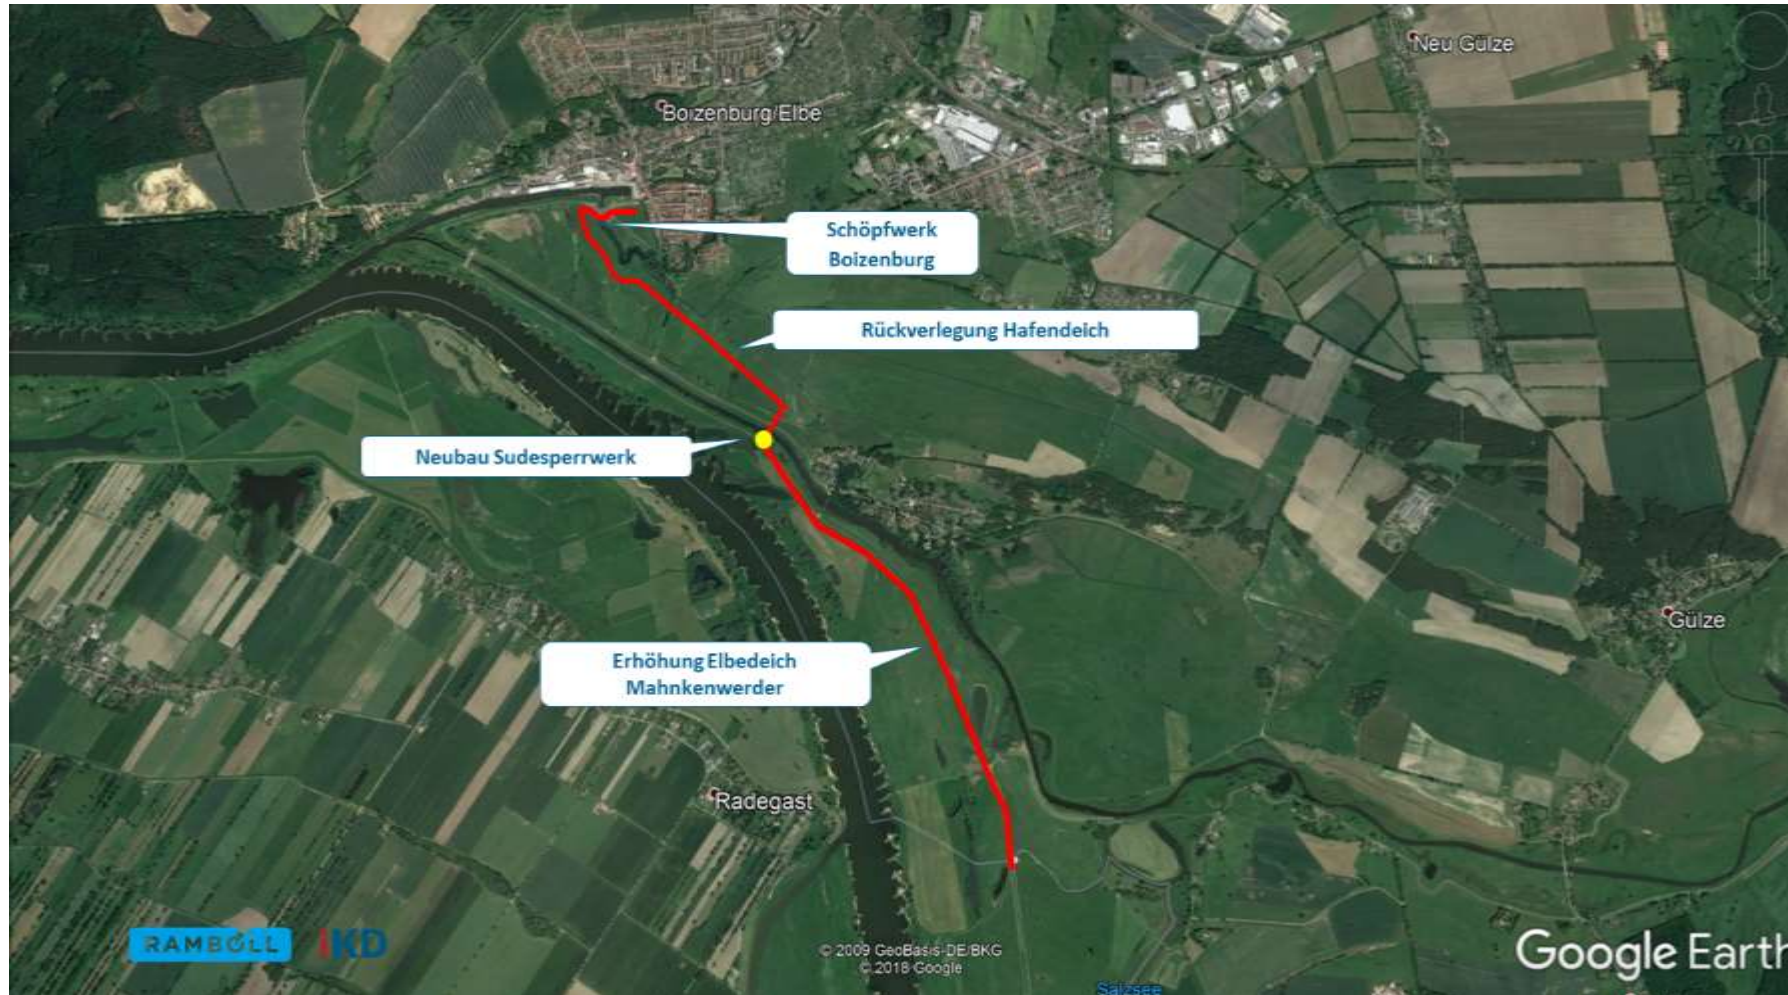 Neu Gülze
Boizenburg/Elbe
Schöpfwerk
Boizenburg
Rückverlegung Hafendeich
Neubau Sudesperrwerk
Gülze
Erhöhung Elbedeich
Mahnkenwerder
Radegast
RAMBOLL iKD
© 2009 GeoBasis-DE/BKG
© 2018 Google
Google Earth
Salzsee